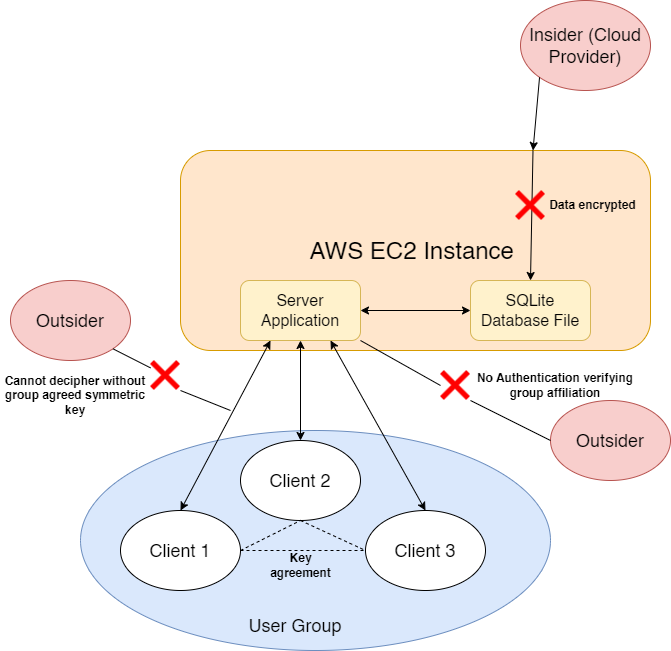 Insider (Cloud
Provider)
Data encrypted
AWS EC2 Instance
Server
Application
SQLite
Database File
Outsider
Cannot decipher without
group agreed symmetric
key
No Authentication verifying
group affiliation
Outsider
Client 2
Client 1
Client 3
Key
agreement
User Group